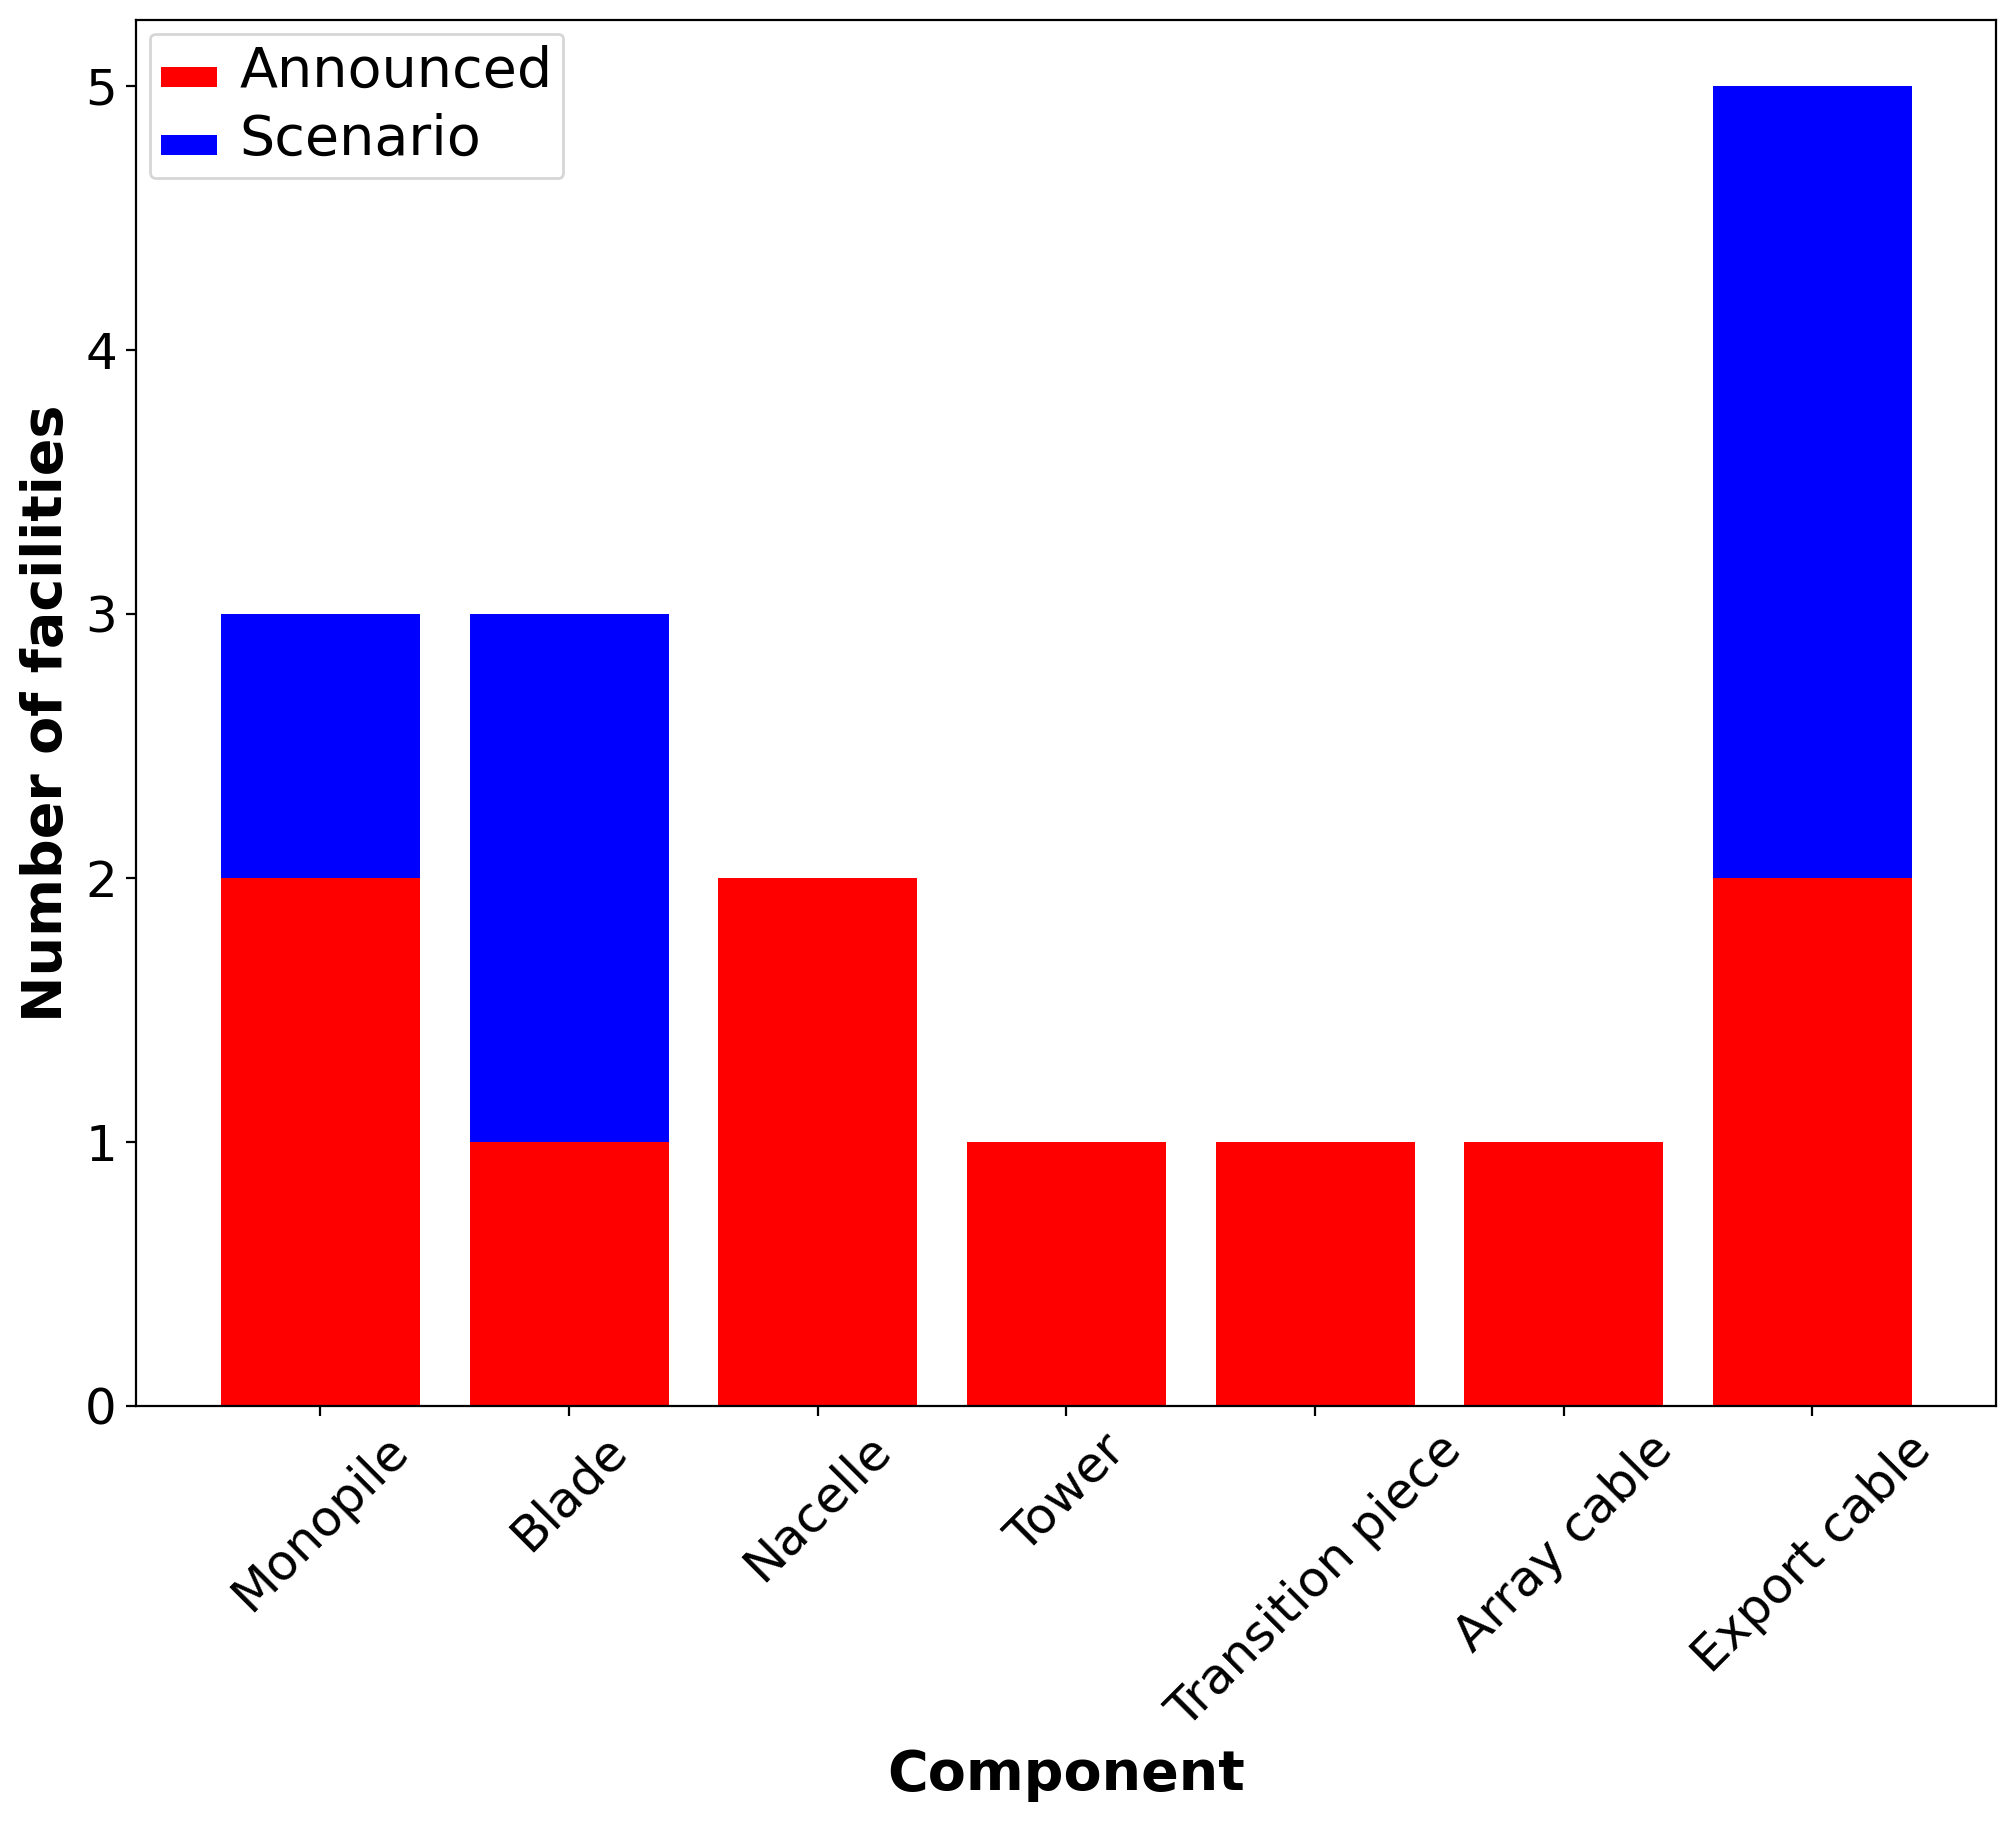 Announced
Scenario
Number of facilities
5
4
3
2
1
0
Monopile
Blade
Nacelle
Tower
Transition piece
Array cable
Export cable
Component